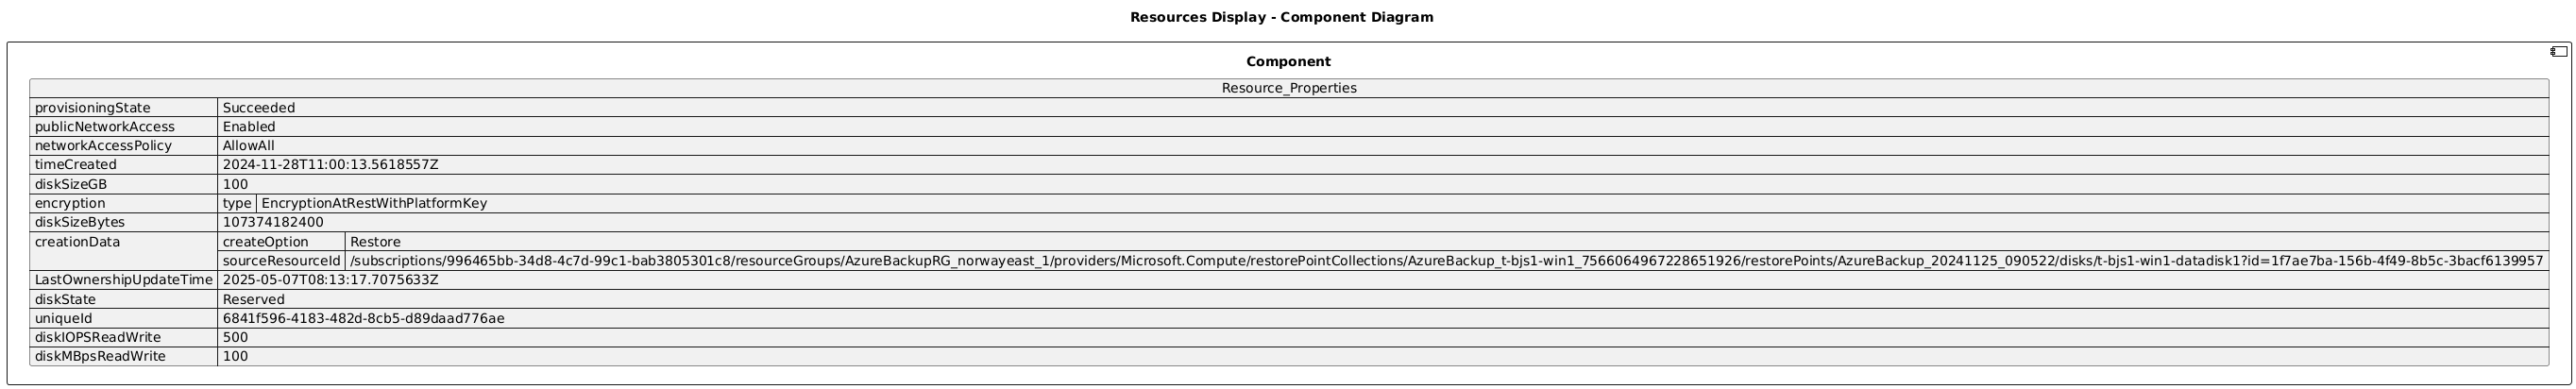 Resources Display - Component Diagram
Component
Resource_Properties
provisioningState Succeeded
publicNetworkAccess Enabled
networkAccessPolicy AllowAll
timeCreated 2024-11-28T11:00:13.5618557Z
diskSizeGB 100
encryption type EncryptionAtRestWithPlatformKey
diskSizeBytes 107374182400
creationData createOption Restore
sourceResourceId /subscriptions/996465bb-34d8-4c7d-99c1-bab3805301c8/resourceGroups/AzureBackupRG_norwayeast_1/providers/Microsoft.Compute/restorePointCollections/AzureBackup_t-bjs1-win1_7566064967228651926/restorePoints/AzureBackup_20241125_090522/disks/t-bjs1-win1-datadisk1?id=1f7ae7ba-156b-4f49-8b5c-3bacf6139957
LastOwnershipUpdateTime 2025-05-07T08:13:17.7075633Z
diskState Reserved
uniqueId 6841f596-4183-482d-8cb5-d89daad776ae
diskIOPSReadWrite 500
diskMBpsReadWrite 100